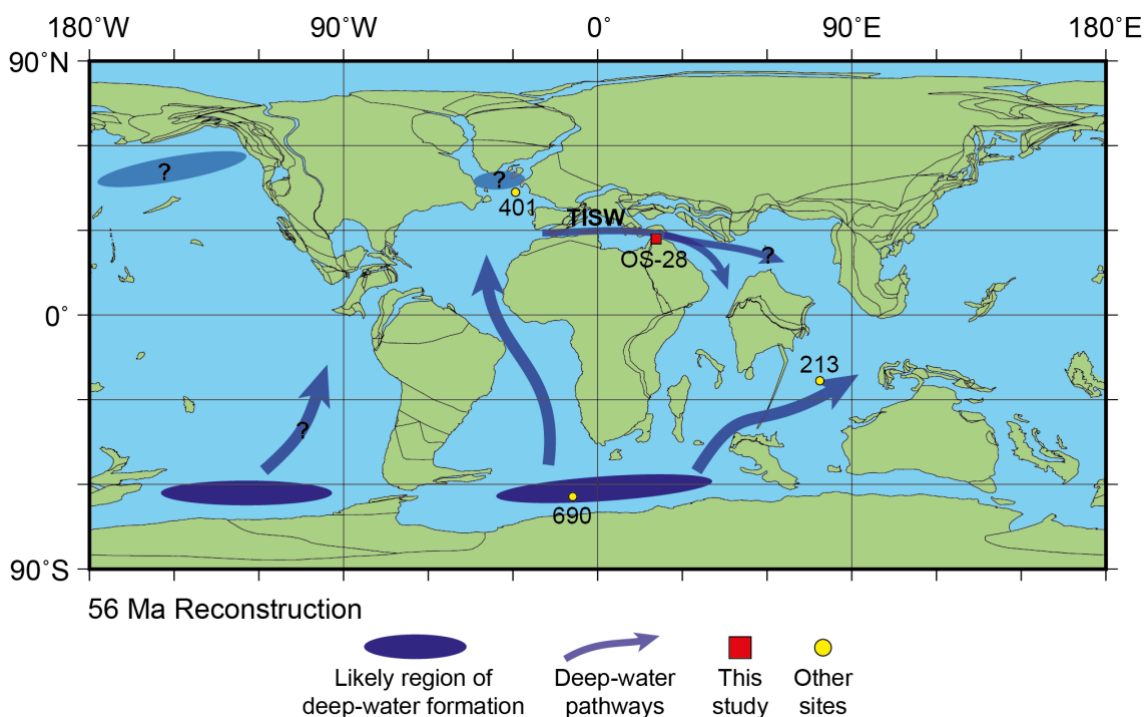 180˚W 90˚W 0˚ 90˚E 180˚E
90˚N
?
?
401
TISW
OS-28
?
0˚
213
?
690
90˚S
56 Ma Reconstruction
Likely region of
deep-water formation
Deep-water
pathways
This
study
Other
sites